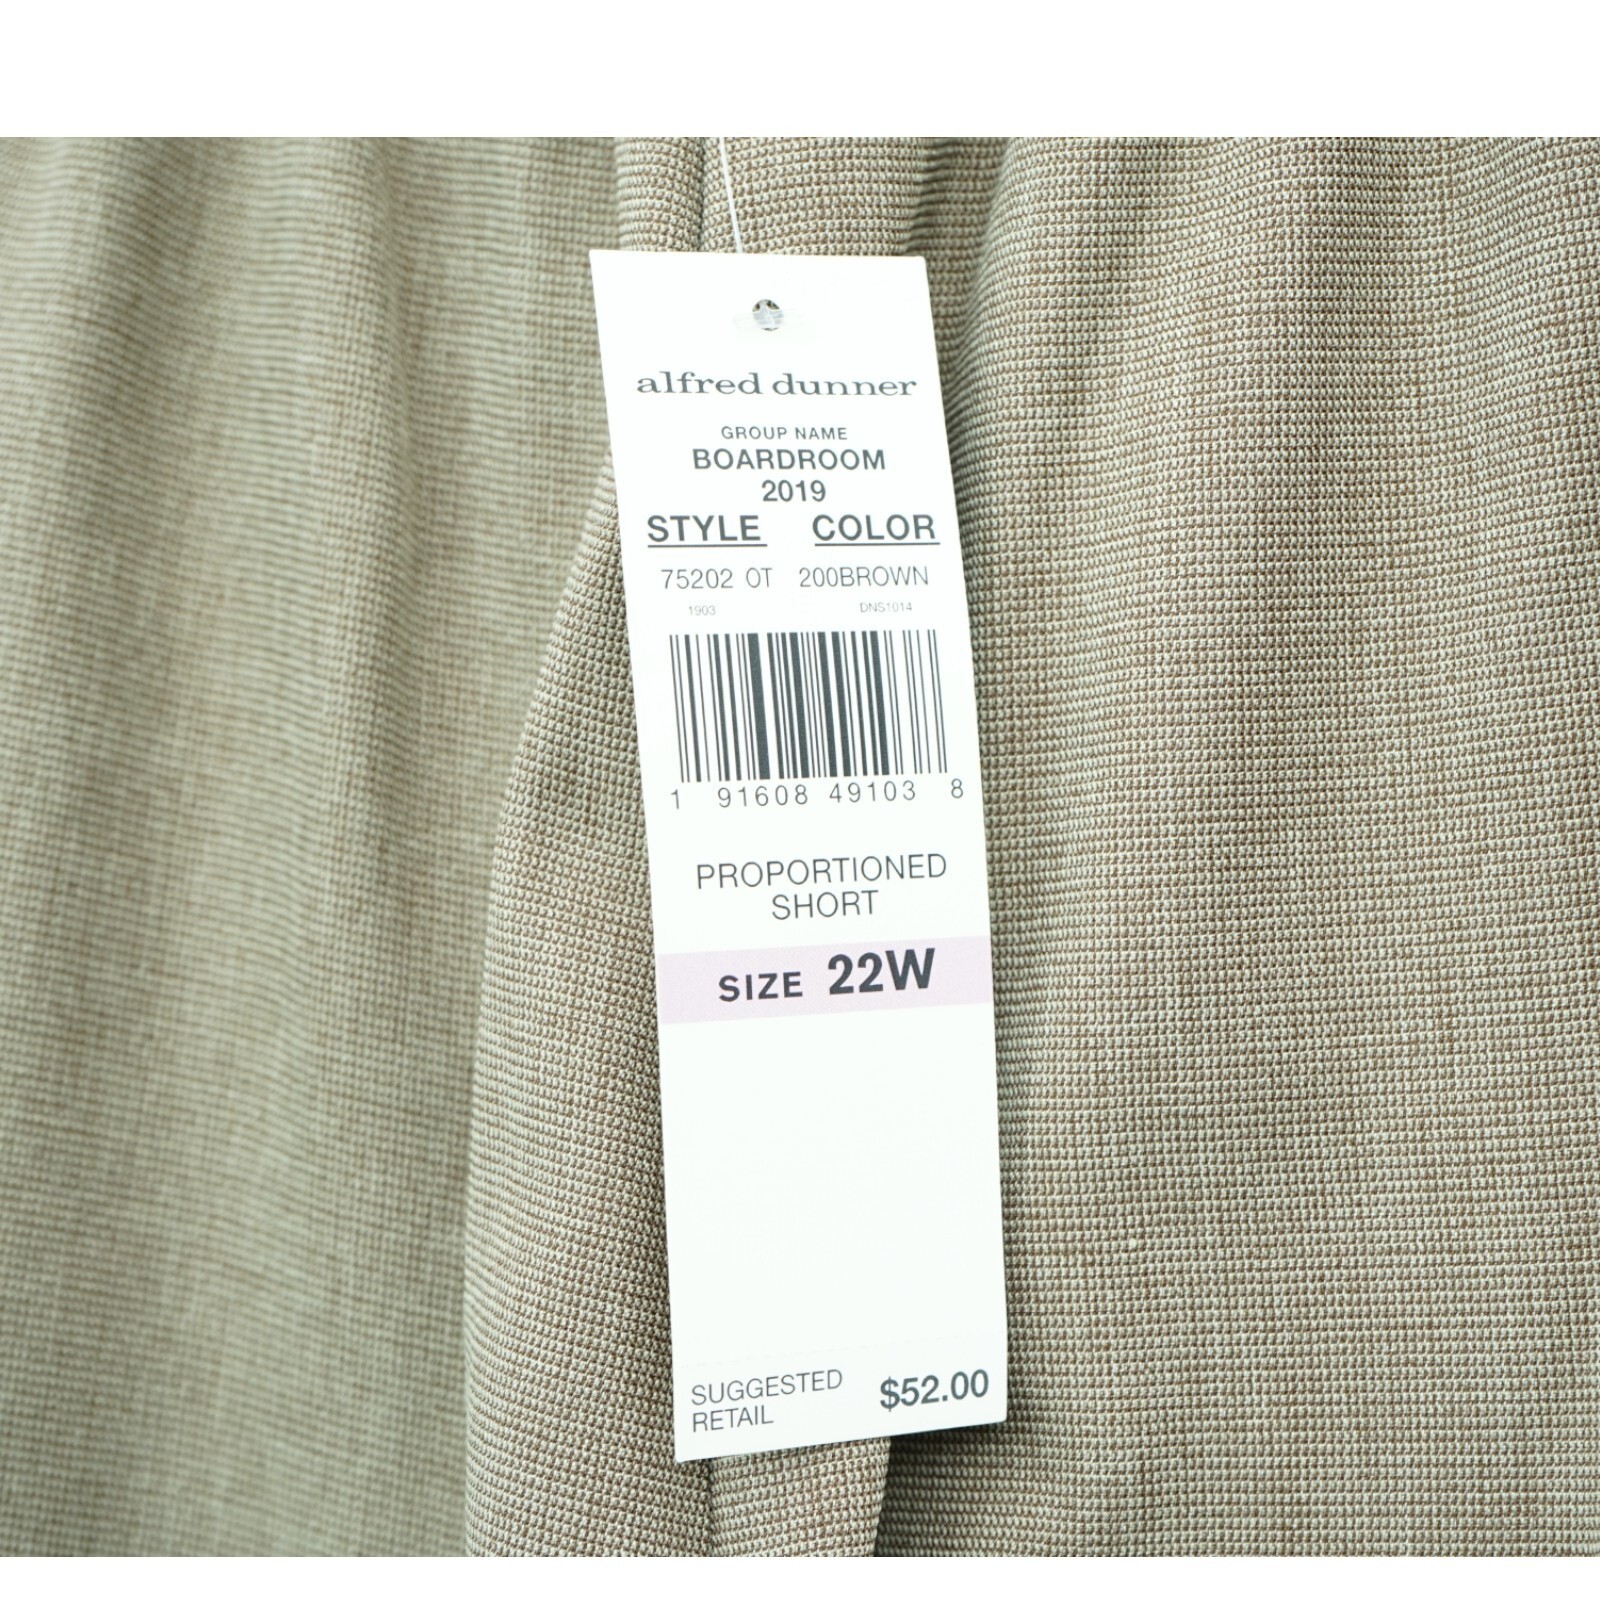 alfred dunner
GROUP NAME
BOARDROOM
2019
STYLE COLOR
75202 OT 200BROWN
1903 DNS1014
1 91608 49103 8
PROPORTIONED
SHORT
SIZE 22W
SUGGESTED
RETAIL $52.00